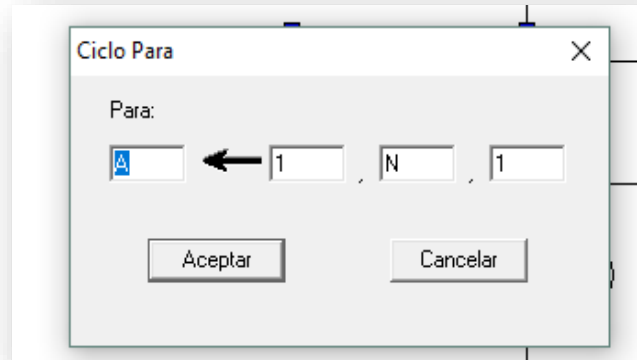 Ciclo Para
Para:
A 1 , N , 1
Aceptar Cancelar